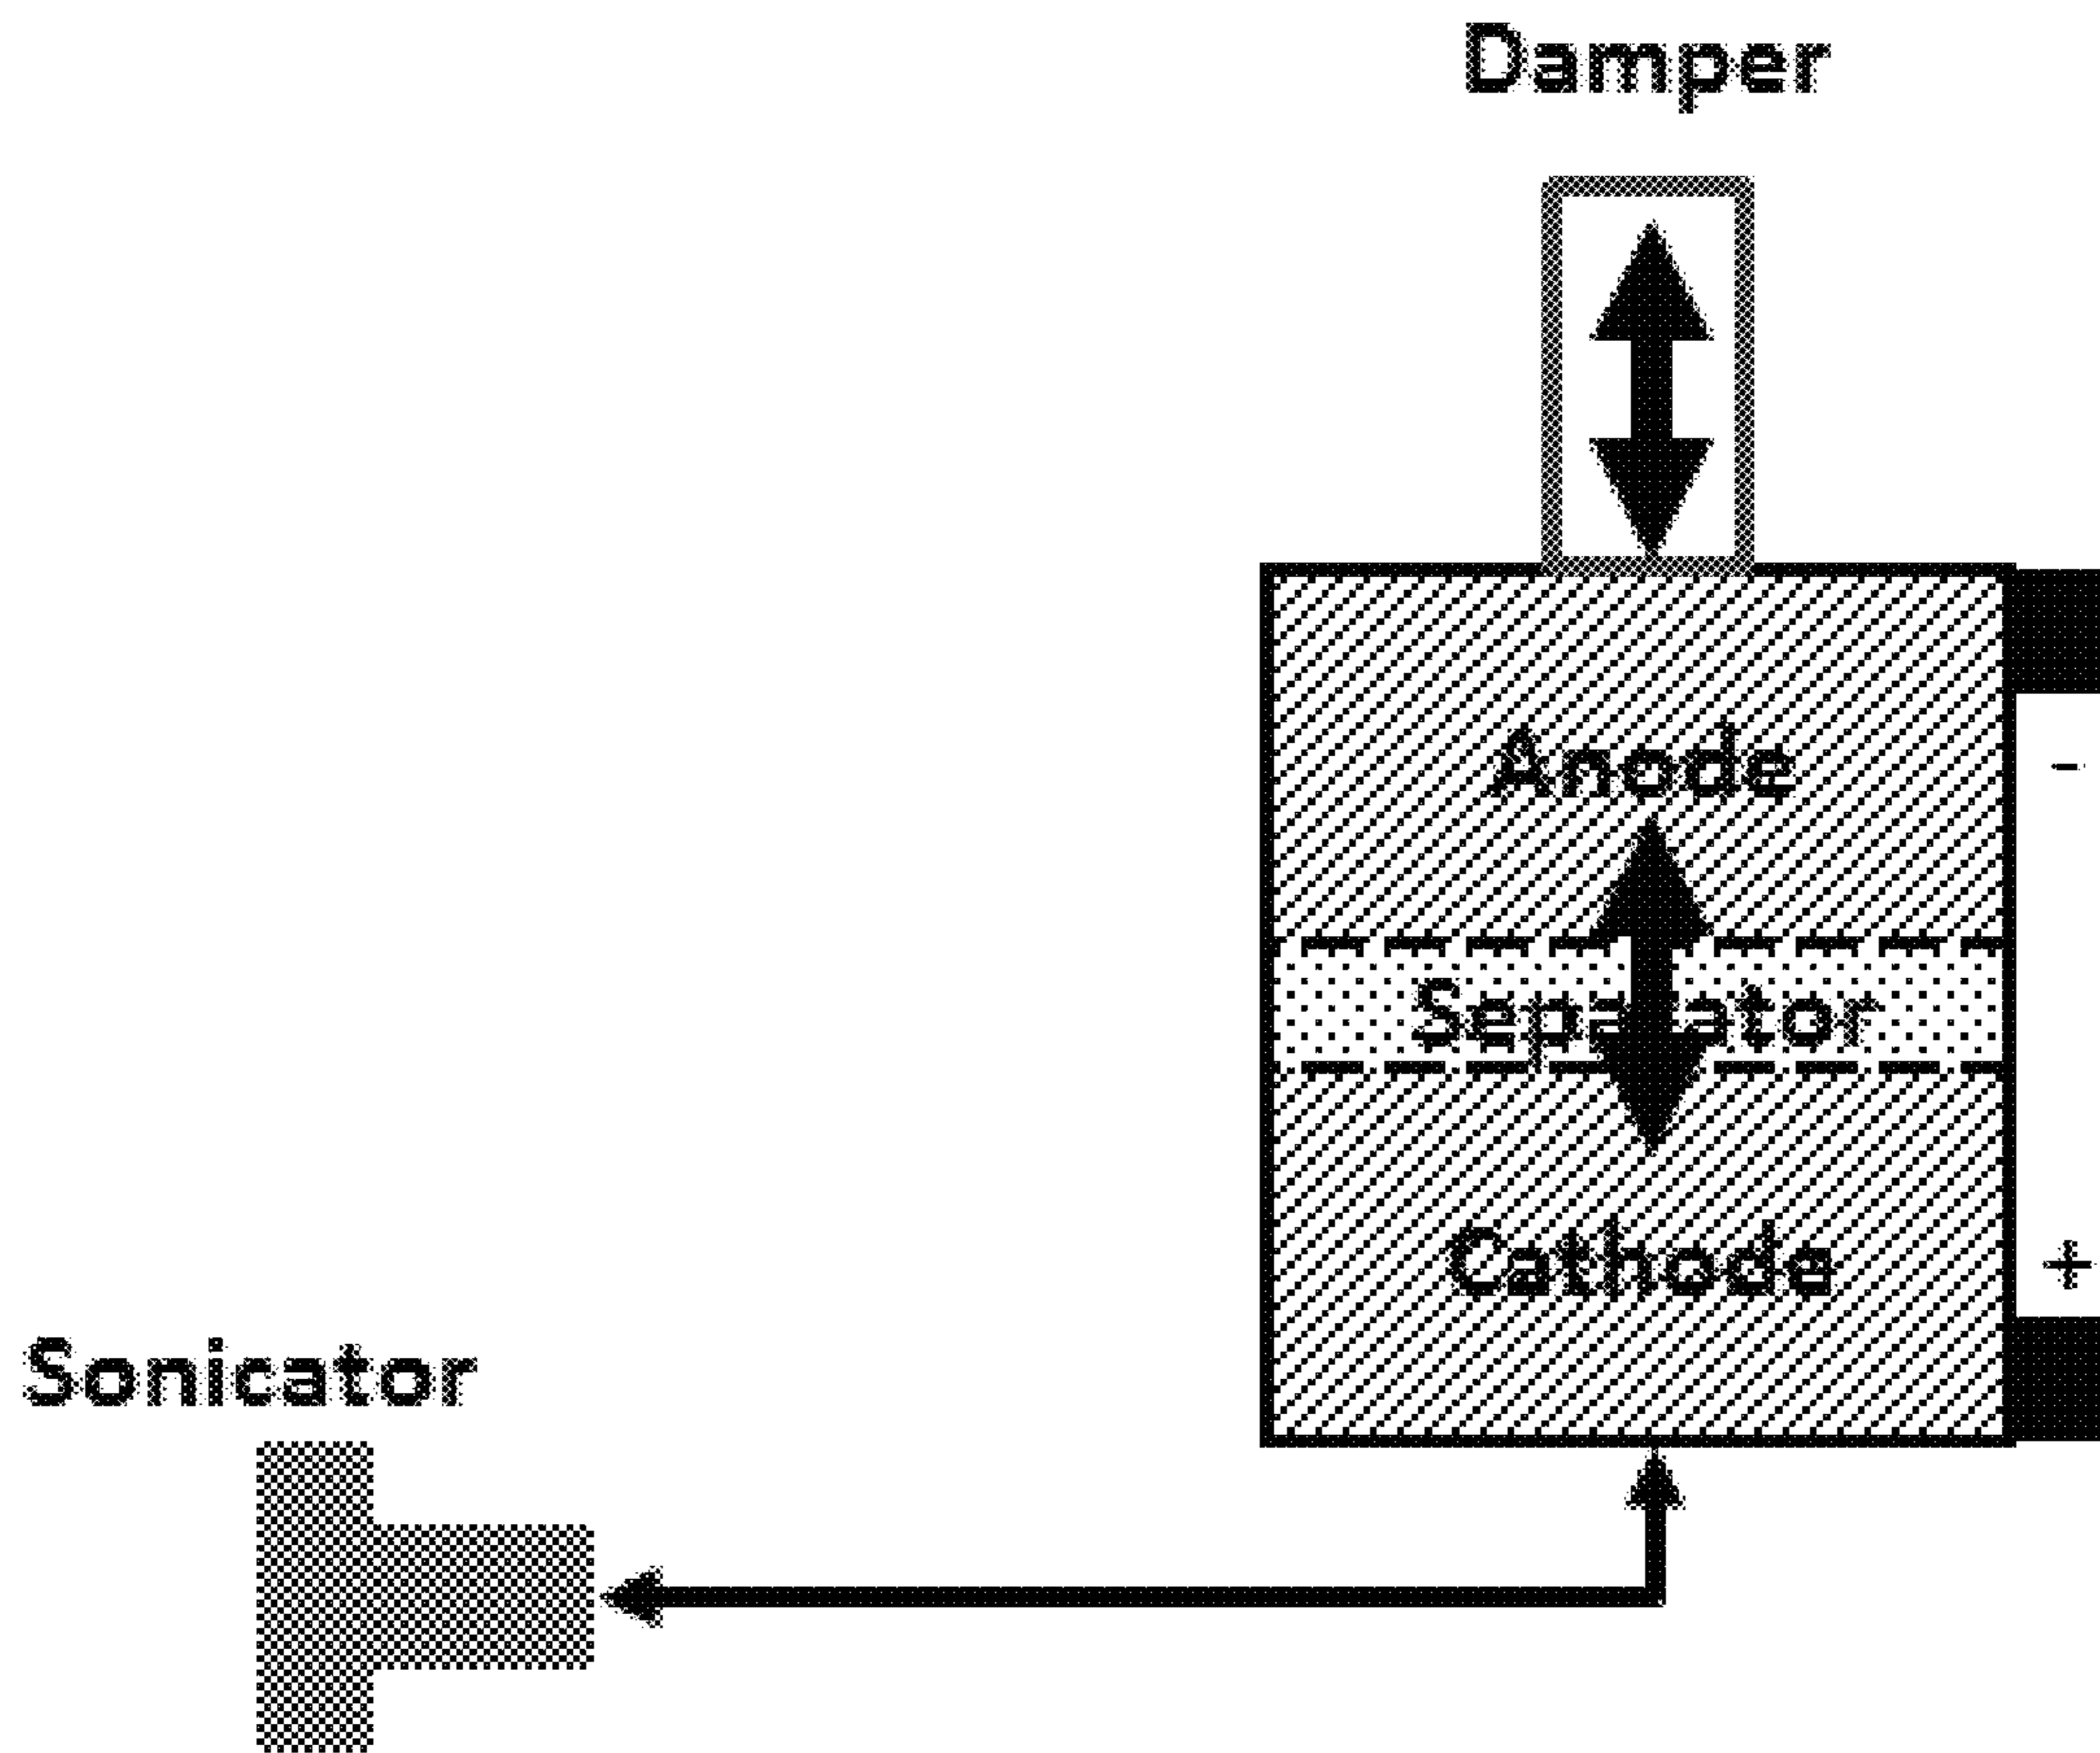 Damper
Anode
-
Separator
Cathode
+
Sonicator